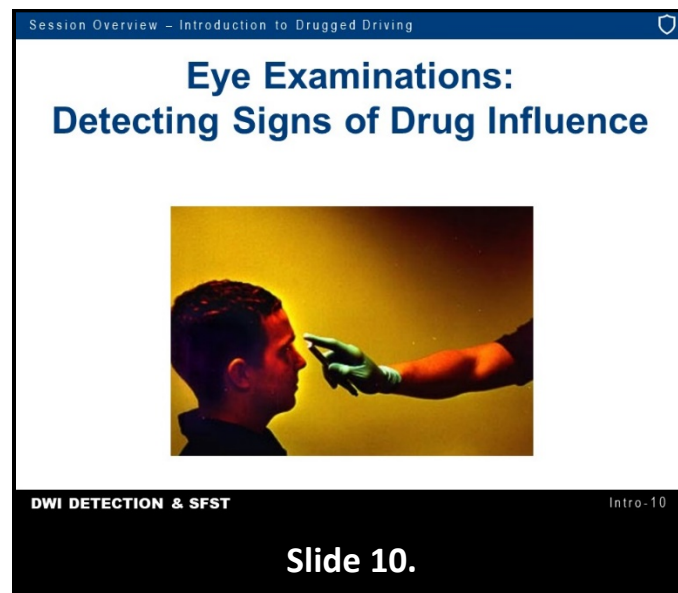 Session Overview – Introduction to Drugged Driving
Eye Examinations:
Detecting Signs of Drug Influence
DWI DETECTION & SFST
Intro-10
Slide 10.